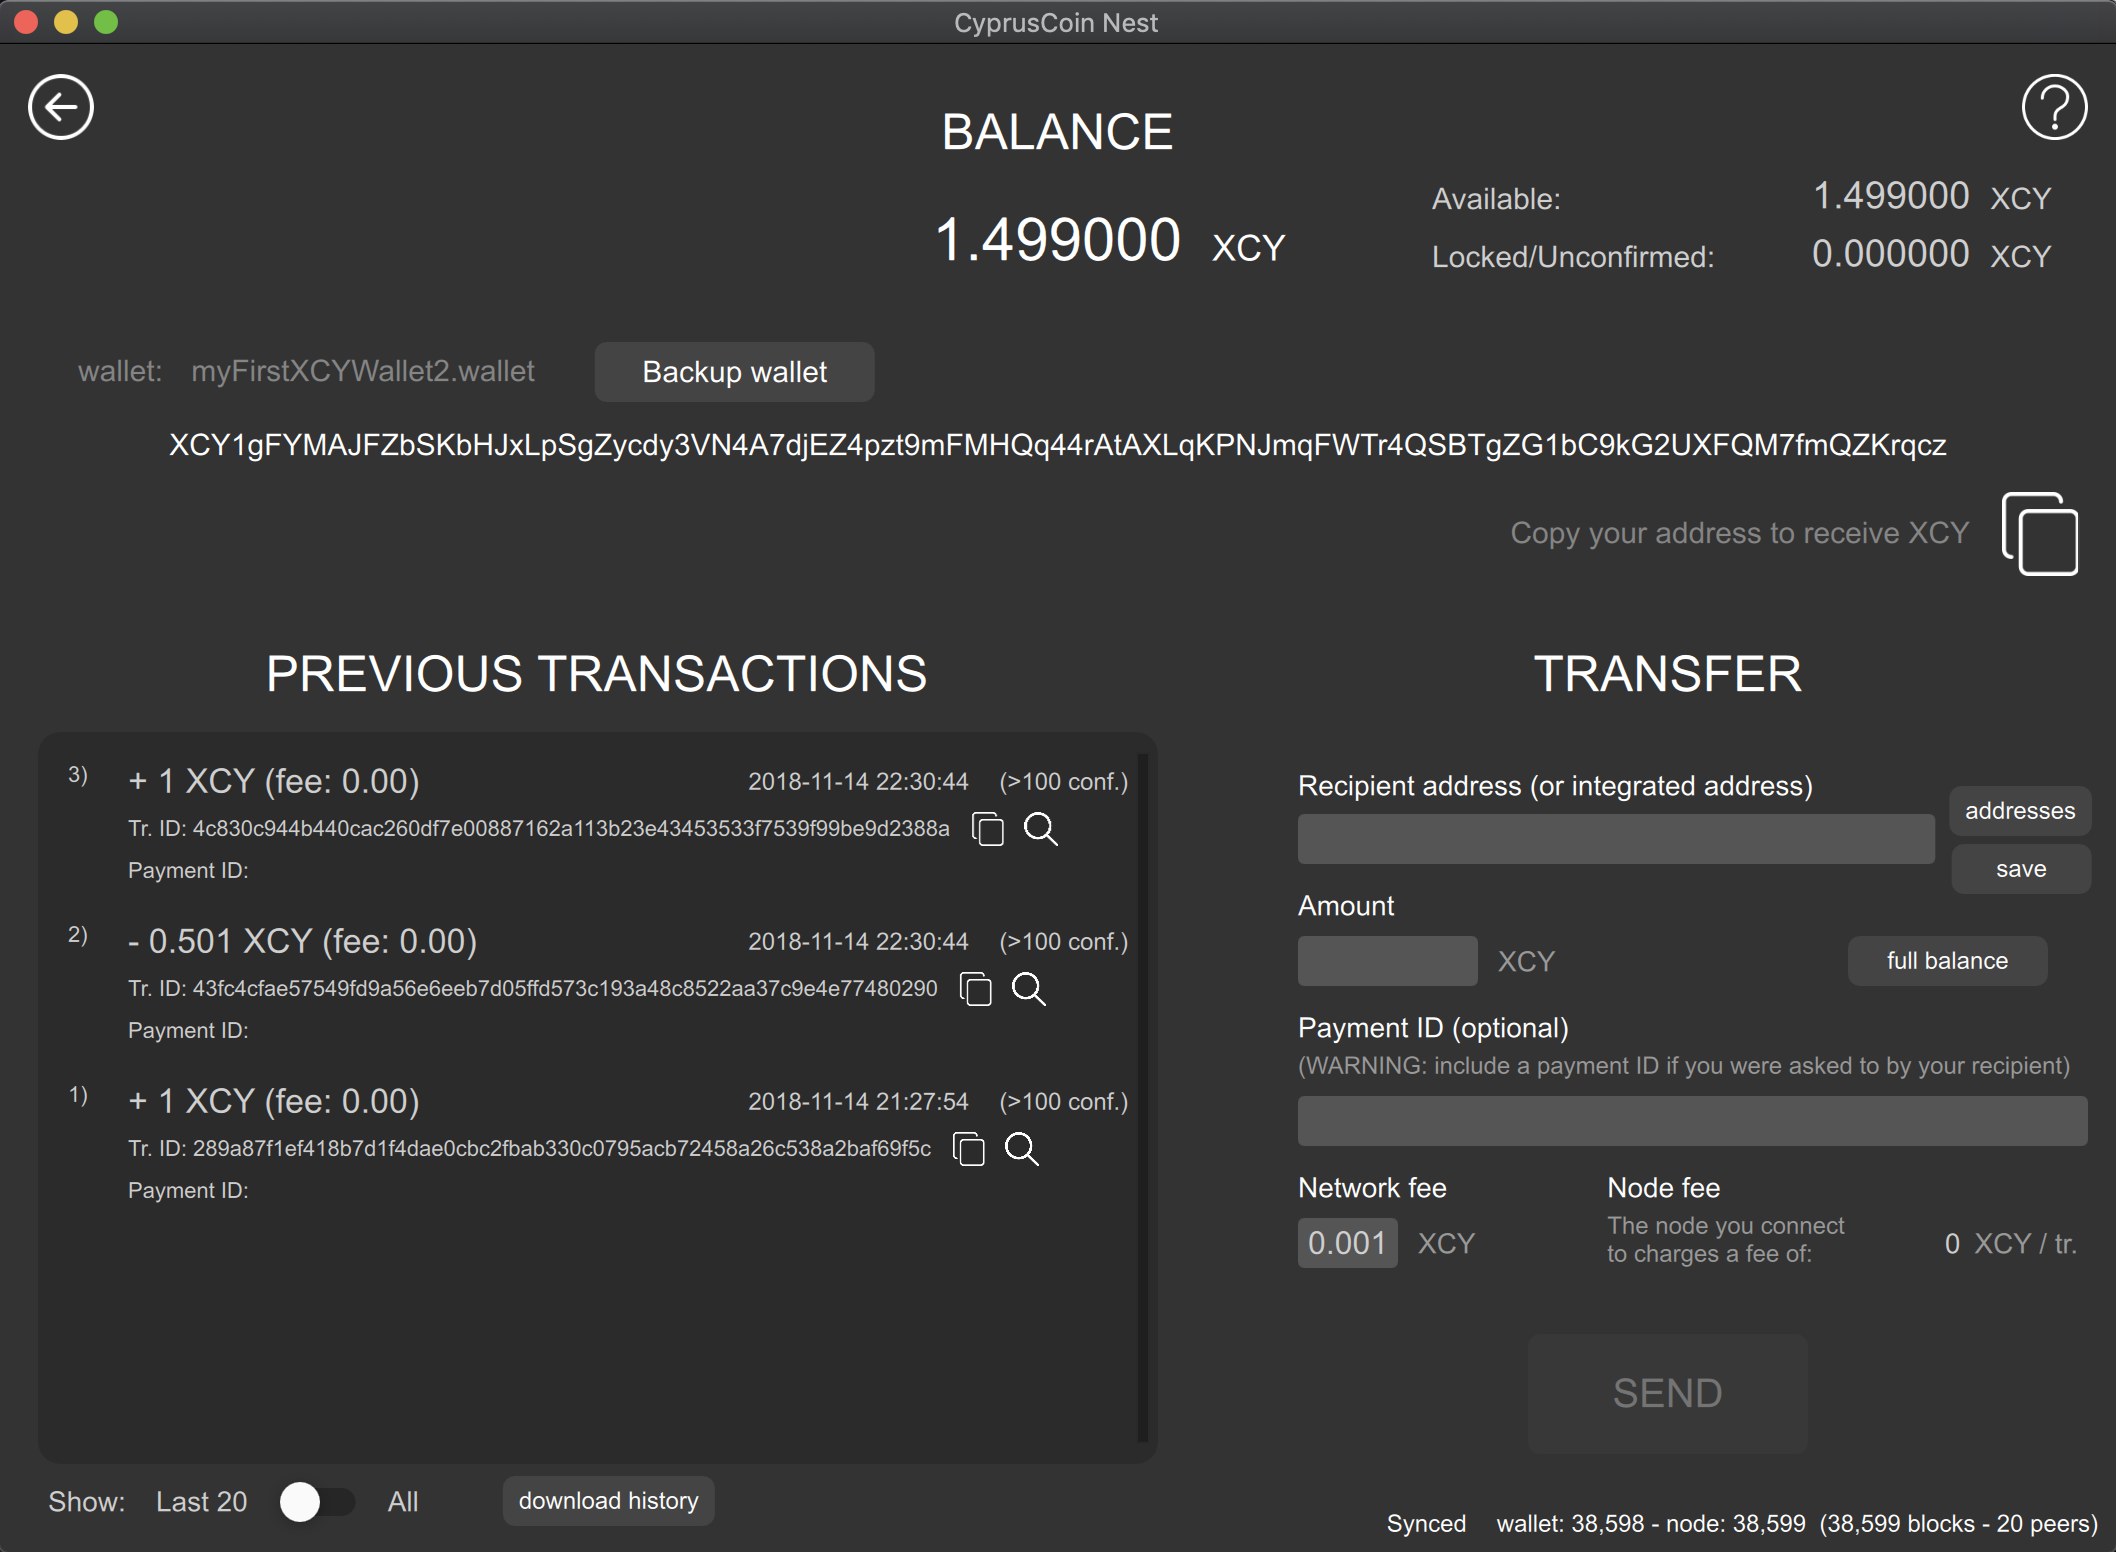 CyprusCoin Nest
BALANCE
1.499000 XCY
Available: 1.499000 XCY
Locked/Unconfirmed: 0.000000 XCY
wallet: myFirstXCYWallet2.wallet Backup wallet
XCY1gFYMAJFZbSKbHJxLpSgZycdy3VN4A7djEZ4pzt9mFMHQq44rAtAXLqKPNJmqFWTr4QSBTgZG1bC9kG2UXFQM7fmQZKrqcz
Copy your address to receive XCY
PREVIOUS TRANSACTIONS
3) + 1 XCY (fee: 0.00) 2018-11-14 22:30:44 (>100 conf.)
Tr. ID: 4c830c944b440cac260df7e00887162a113b23e43453533f7539f99be9d2388a
Payment ID:
2) - 0.501 XCY (fee: 0.00) 2018-11-14 22:30:44 (>100 conf.)
Tr. ID: 43fc4cfae57549fd9a56e6eeb7d05ffd573c193a48c8522aa37c9e4e77480290
Payment ID:
1) + 1 XCY (fee: 0.00) 2018-11-14 21:27:54 (>100 conf.)
Tr. ID: 289a87f1ef418b7d1f4dae0cbc2fbab330c0795acb72458a26c538a2baf69f5c
Payment ID:
Show: Last 20 All download history
TRANSFER
Recipient address (or integrated address)
addresses
save
Amount
XCY full balance
Payment ID (optional)
(WARNING: include a payment ID if you were asked to by your recipient)
Network fee
0.001 XCY
Node fee
The node you connect
to charges a fee of:
0 XCY / tr.
SEND
Synced wallet: 38,598 - node: 38,599 (38,599 blocks - 20 peers)